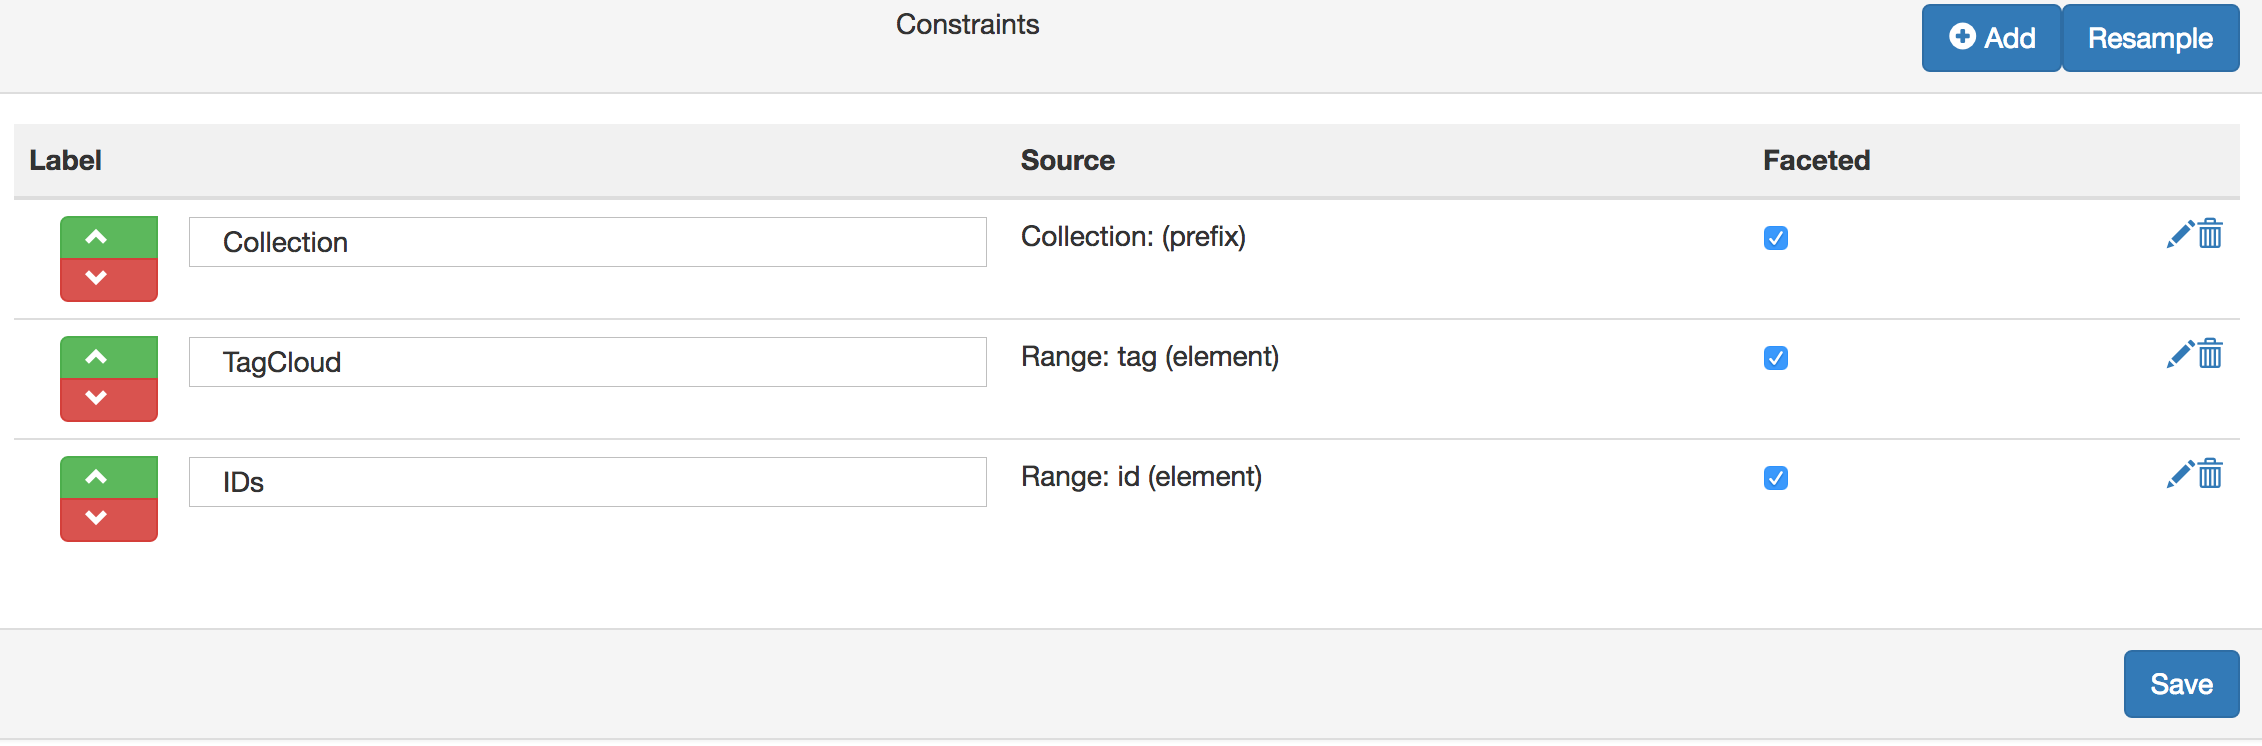 Constraints
Add
Resample
Label Source Faceted
Collection Collection: (prefix)
TagCloud Range: tag (element)
IDs Range: id (element)
Save